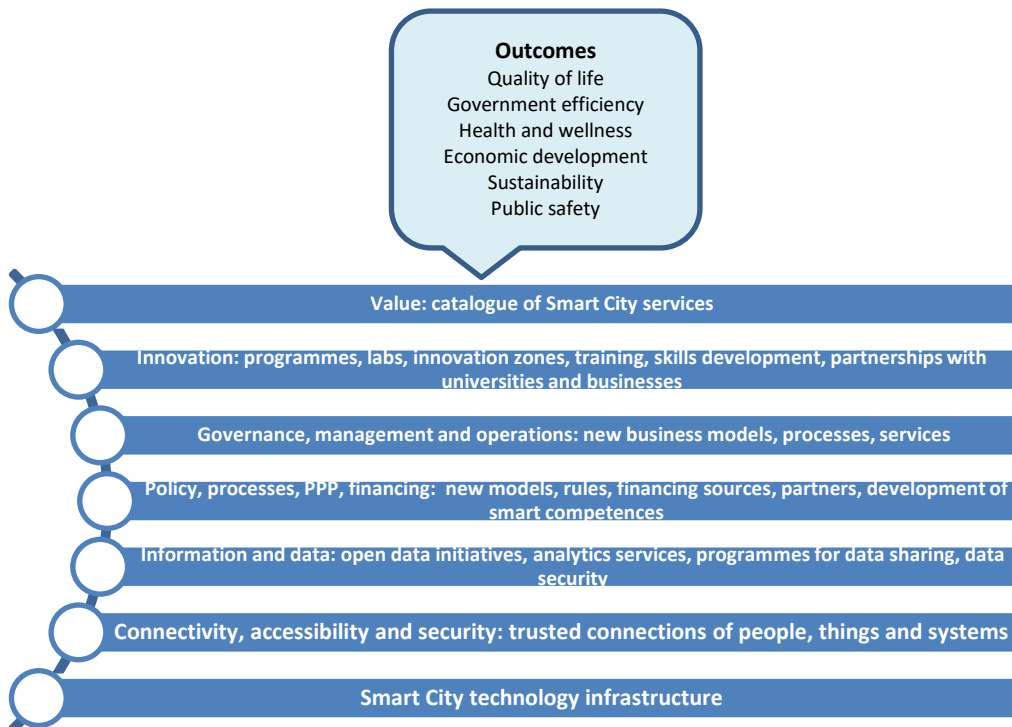 Outcomes
Quality of life
Government efficiency
Health and wellness
Economic development
Sustainability
Public safety
Value: catalogue of Smart City services
Innovation: programmes, labs, innovation zones, training, skills development, partnerships with
universities and businesses
Governance, management and operations: new business models, processes, services
Policy, processes, PPP, financing:  new models, rules, financing sources, partners, development of
smart competences
Information and data: open data initiatives, analytics services, programmes for data sharing, data
security
Connectivity, accessibility and security: trusted connections of people, things and systems
Smart City technology infrastructure